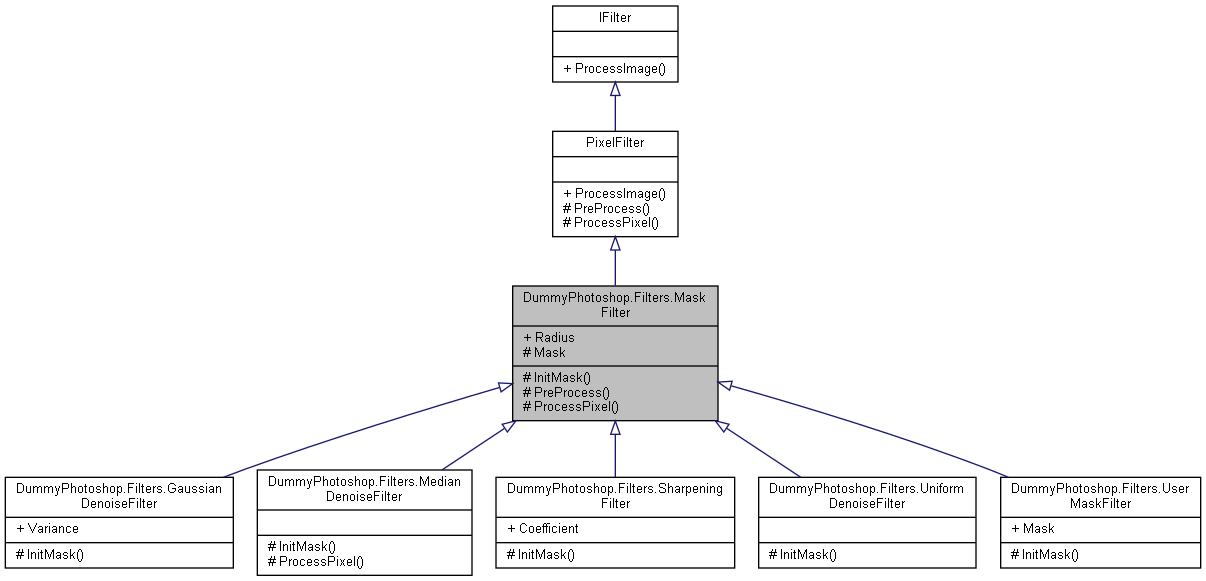 IFilter
+ ProcessImage()
PixelFilter
+ ProcessImage()
# PreProcess()
# ProcessPixel()
DummyPhotoshop.Filters.Mask
Filter
+ Radius
# Mask
# InitMask()
# PreProcess()
# ProcessPixel()
DummyPhotoshop.Filters.Gaussian
DenoiseFilter
+ Variance
# InitMask()
DummyPhotoshop.Filters.Median
DenoiseFilter
# InitMask()
# ProcessPixel()
DummyPhotoshop.Filters.Sharpening
Filter
+ Coefficient
# InitMask()
DummyPhotoshop.Filters.Uniform
DenoiseFilter
# InitMask()
DummyPhotoshop.Filters.User
MaskFilter
+ Mask
# InitMask()